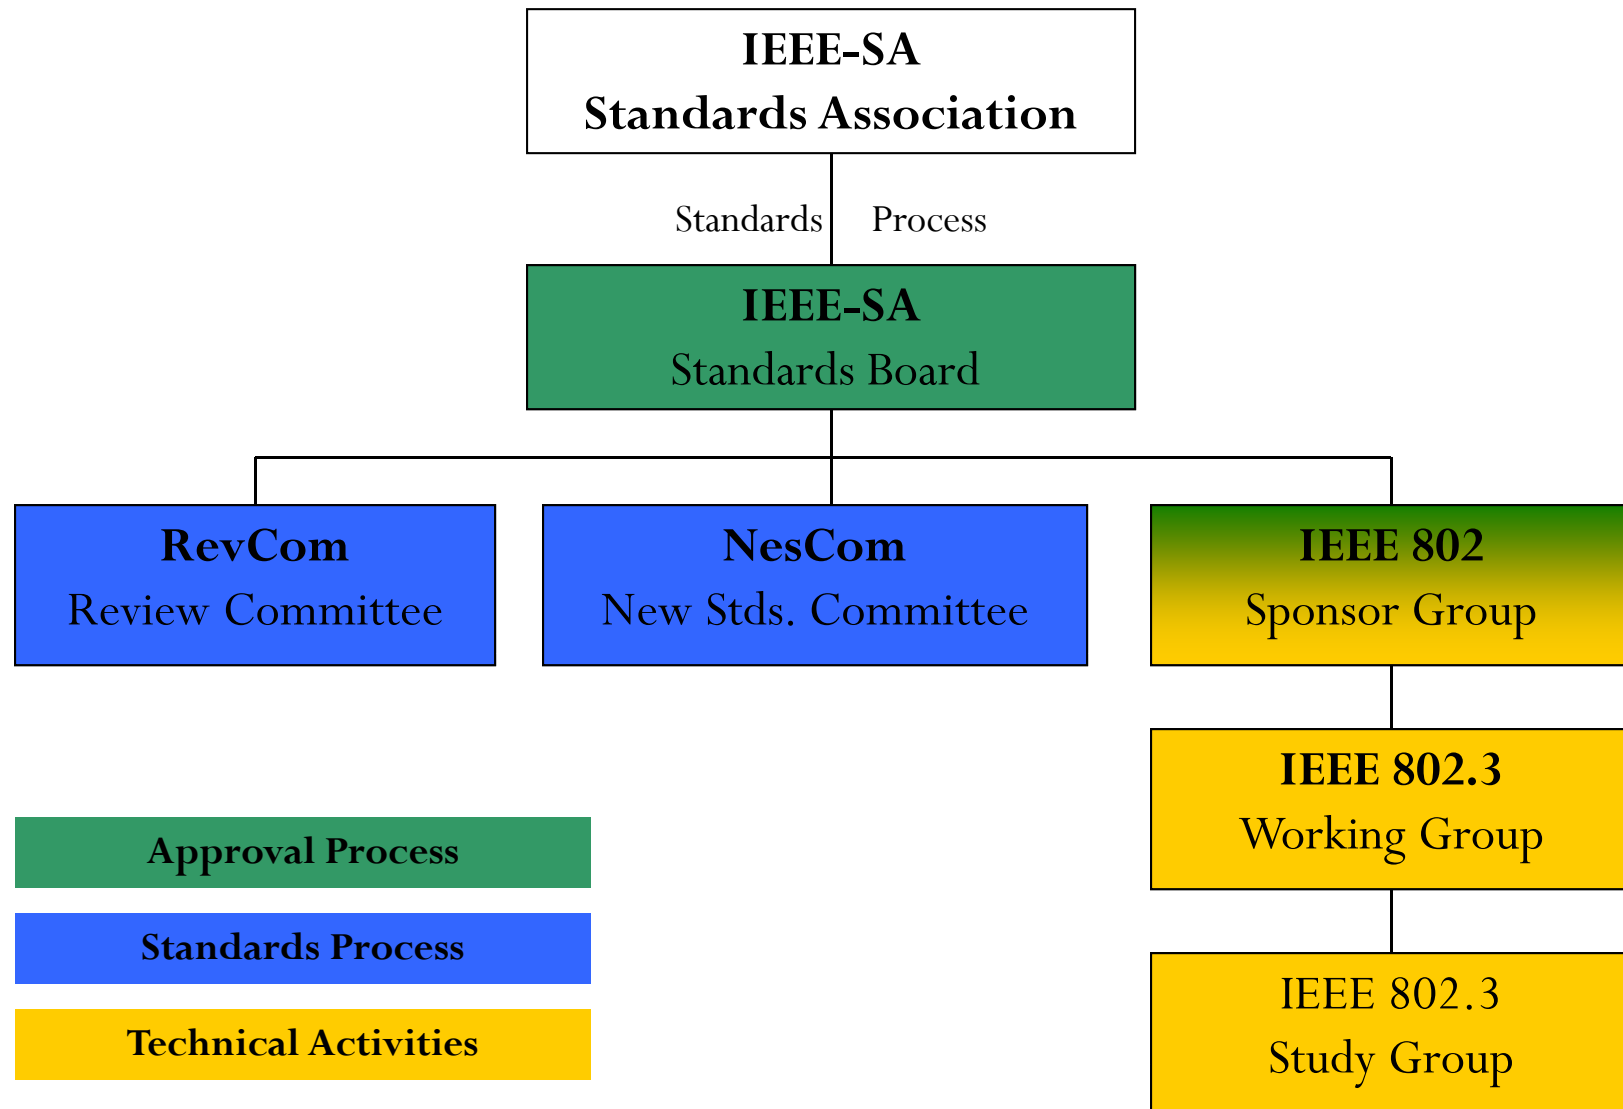 IEEE-SA
Standards Association
Standards Process
IEEE-SA
Standards Board
RevCom
Review Committee
NesCom
New Stds. Committee
IEEE 802
Sponsor Group
IEEE 802.3
Working Group
IEEE 802.3
Study Group
Approval Process
Standards Process
Technical Activities